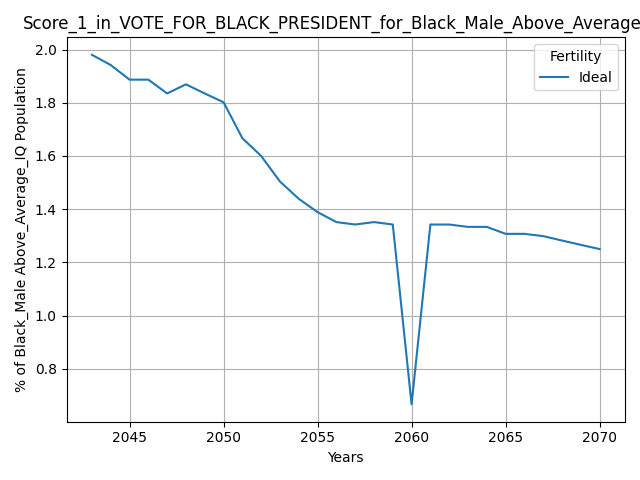 Score_1_in_VOTE_FOR_BLACK_PRESIDENT_for_Black_Male_Above_Average
Fertility
Ideal
% of Black_Male Above_Average_IQ Population
2.0
1.8
1.6
1.4
1.2
1.0
0.8
2045 2050 2055 2060 2065 2070
Years